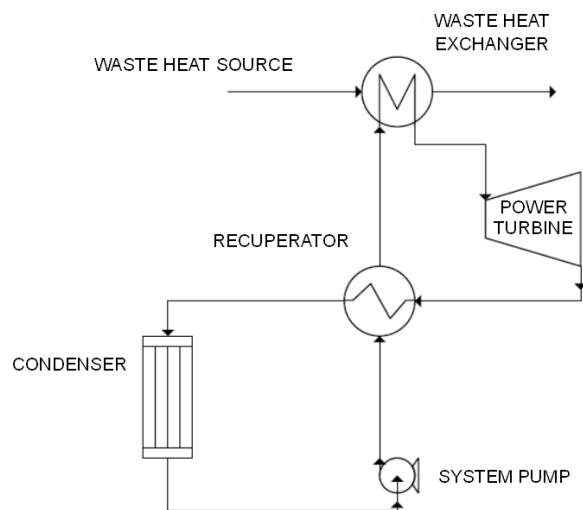 WASTE HEAT
EXCHANGER
WASTE HEAT SOURCE
POWER
TURBINE
RECUPERATOR
CONDENSER
SYSTEM PUMP